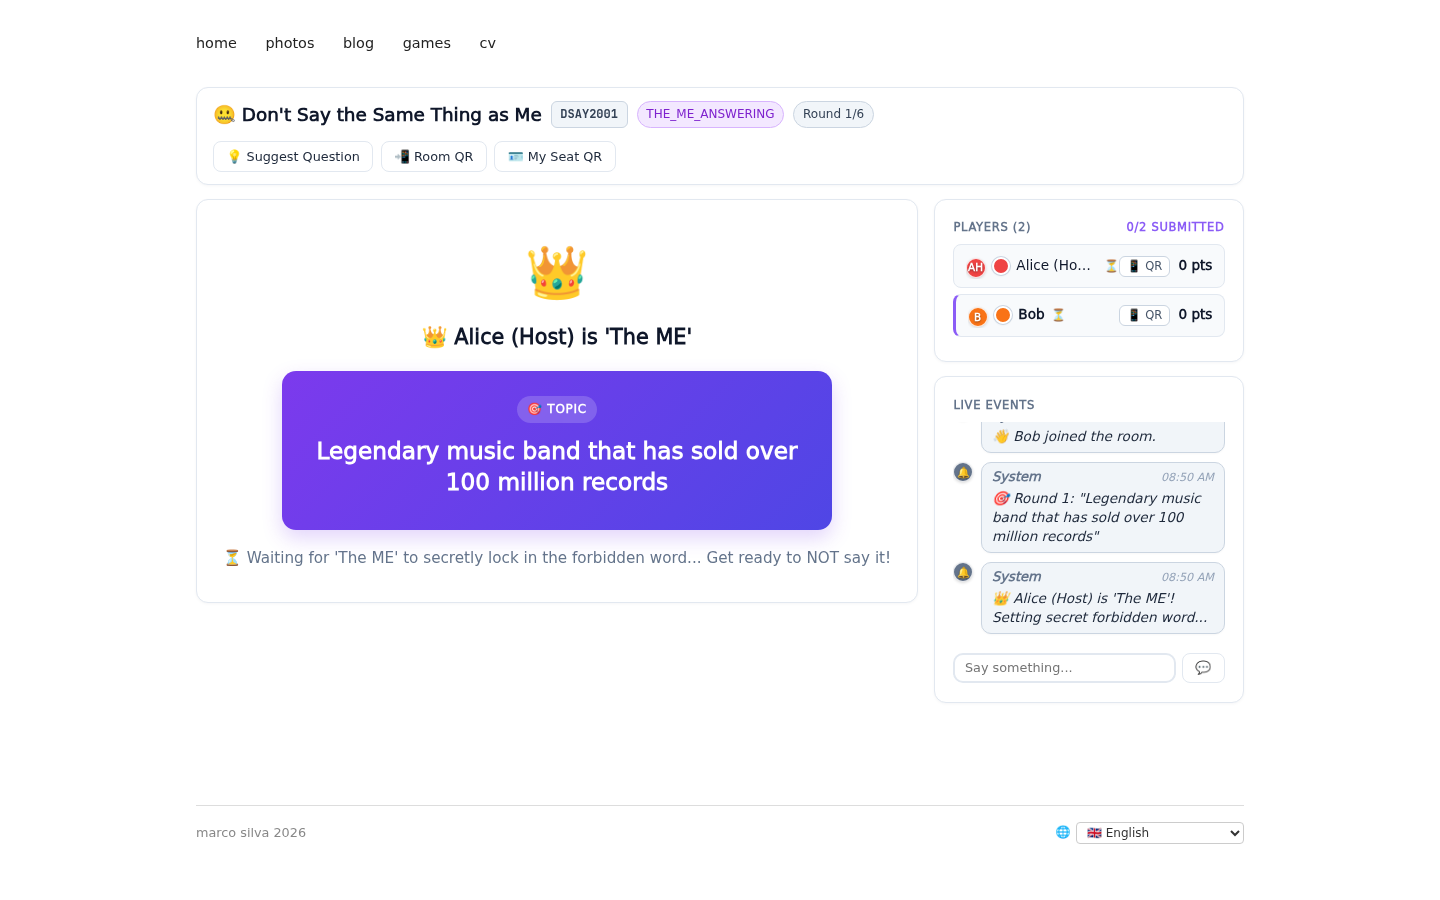 home photos blog games cv
🤐 Don't Say the Same Thing as Me DSAY2001 THE_ME_ANSWERING Round 1/6
💡 Suggest Question 📲 Room QR 🪪 My Seat QR
👑 Alice (Host) is 'The ME'
🎯 TOPIC
Legendary music band that has sold over
100 million records
⏳ Waiting for 'The ME' to secretly lock in the forbidden word... Get ready to NOT say it!
PLAYERS (2) 0/2 SUBMITTED
AH Alice (Ho... ⏳ 📱 QR 0 pts
B Bob ⏳ 📱 QR 0 pts
LIVE EVENTS
👋 Bob joined the room.
System 08:50 AM
🎯 Round 1: "Legendary music
band that has sold over 100
million records"
System 08:50 AM
👑 Alice (Host) is 'The ME'!
Setting secret forbidden word...
Say something... 💬
marco silva 2026
🌐 🇬🇧 English